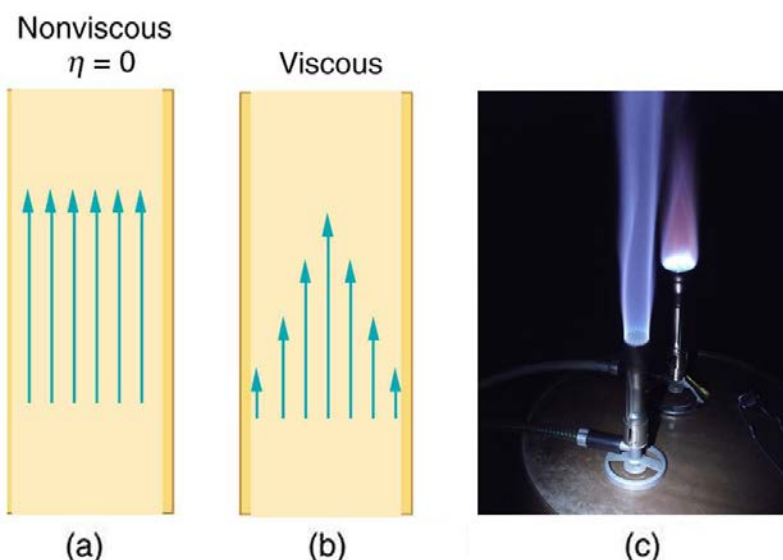 Nonviscous
η = 0
Viscous
(a)
(b)
(c)